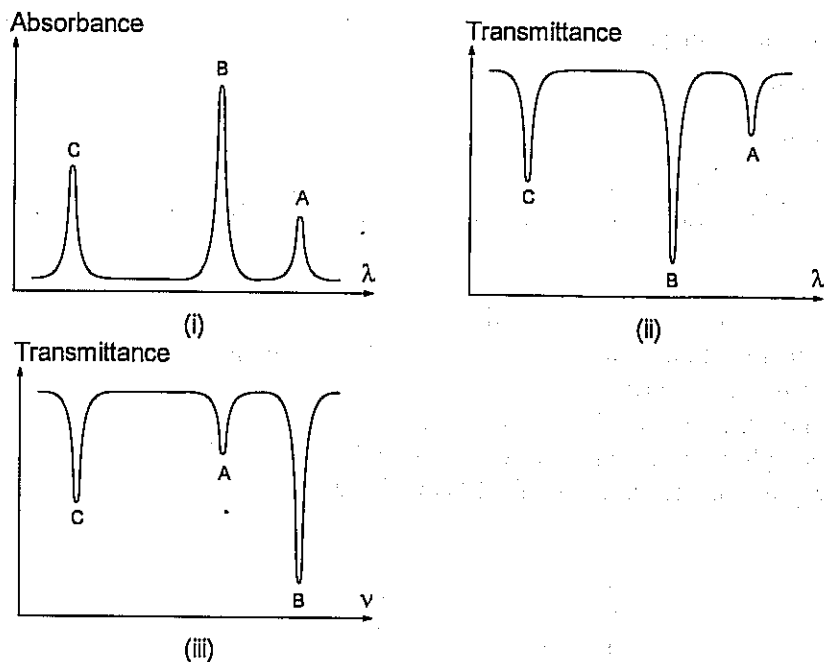 Absorbance
B
C
A
λ
(i)
Transmittance
C
A
B
λ
(ii)
Transmittance
C
A
B
ν
(iii)